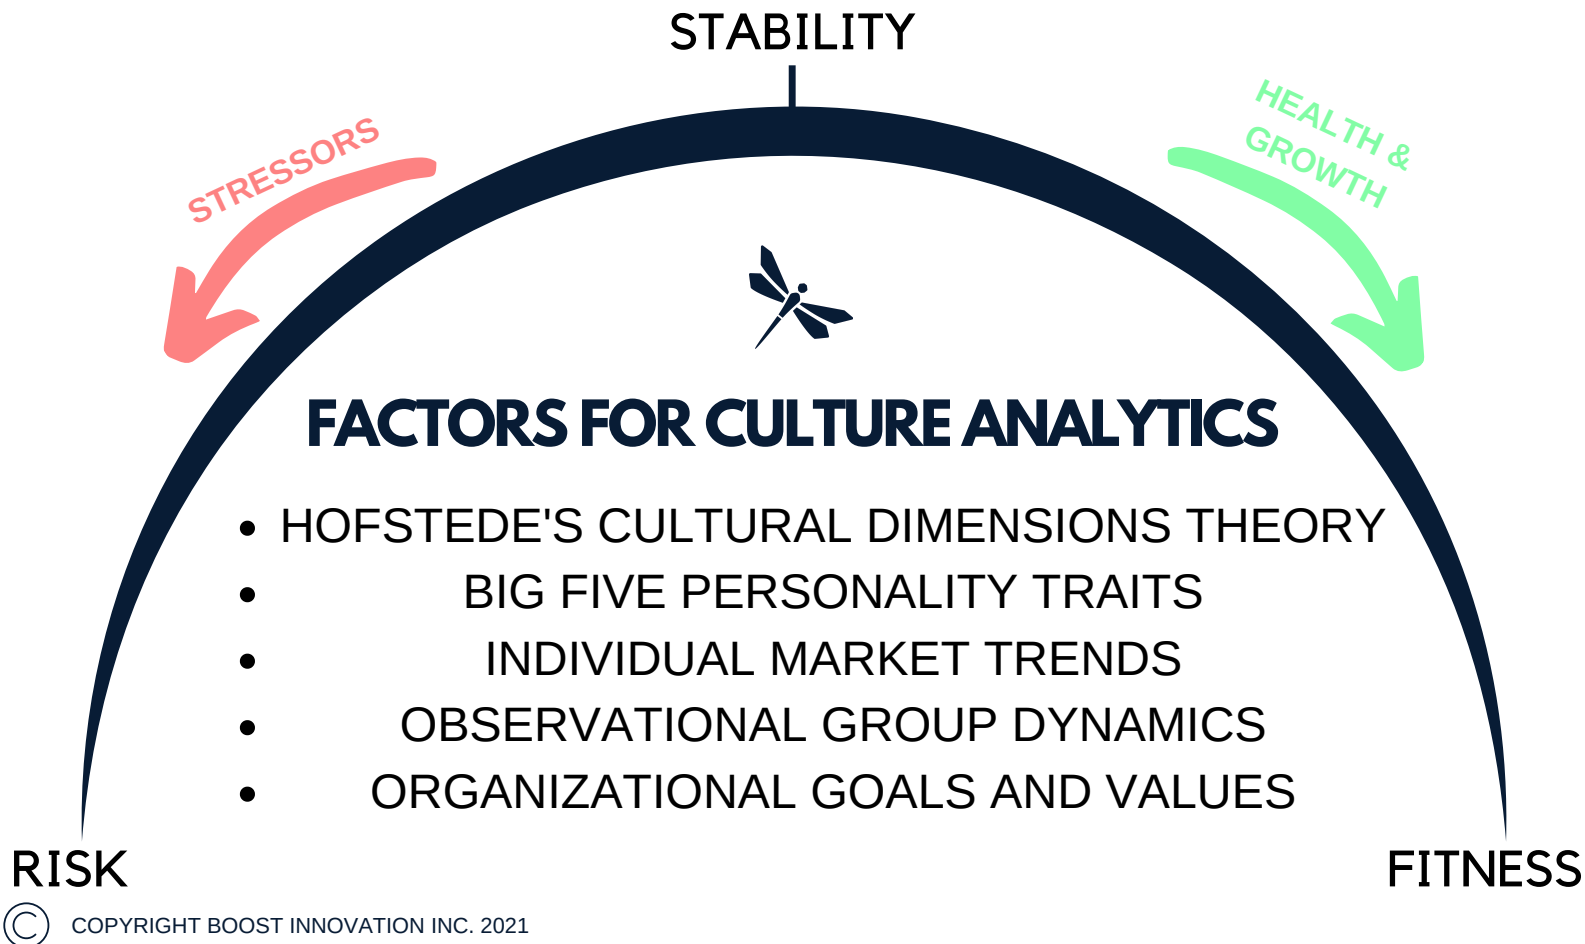 STABILITY
STRESSORS
HEALTH &
GROWTH
FACTORS FOR CULTURE ANALYTICS
• HOFSTEDE'S CULTURAL DIMENSIONS THEORY
• BIG FIVE PERSONALITY TRAITS
• INDIVIDUAL MARKET TRENDS
• OBSERVATIONAL GROUP DYNAMICS
• ORGANIZATIONAL GOALS AND VALUES
RISK
FITNESS
© COPYRIGHT BOOST INNOVATION INC. 2021